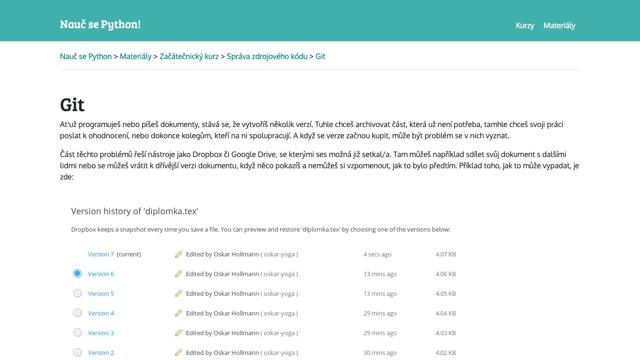 Nauč se Python!
Kurzy Materiály
Nauč se Python > Materiály > Začátečnický kurz > Správa zdrojového kódu > Git
Git
Ať už programuješ nebo píšeš dokumenty, stává se, že vytvoříš několik verzí. Tuhle chceš archivovat část, která už není potřeba, tamhle chceš svoji práci
poslat k ohodnocení, nebo dokonce kolegům, kteří na ni spolupracují. A když se verze začnou kupit, může být problém se v nich vyznat.
Část těchto problémů řeší nástroje jako Dropbox či Google Drive, se kterými ses možná již setkal/a. Tam můžeš například sdílet svůj dokument s dalšími
lidmi nebo se můžeš vrátit k dřívější verzi dokumentu, když něco pokazíš a nemůžeš si vzpomenout, jak to bylo předtím. Příklad toho, jak to může vypadat, je
zde:
Version history of 'diplomka.tex'
Dropbox keeps a snapshot every time you save a file. You can preview and restore 'diplomka.tex' by choosing one of the versions below:
Version 7 (current) Edited by Oskar Hollmann ( oskar-yoga ) 4 secs ago 4.07 KB
Version 6 Edited by Oskar Hollmann ( oskar-yoga ) 13 mins ago 4.06 KB
Version 5 Edited by Oskar Hollmann ( oskar-yoga ) 13 mins ago 4.05 KB
Version 4 Edited by Oskar Hollmann ( oskar-yoga ) 29 mins ago 4.04 KB
Version 3 Edited by Oskar Hollmann ( oskar-yoga ) 29 mins ago 4.03 KB
Version 2 Edited by Oskar Hollmann ( oskar-yoga ) 30 mins ago 4.02 KB